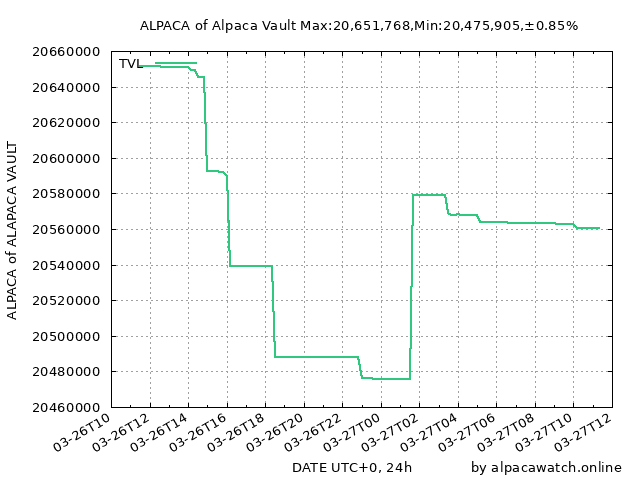 ALPACA of Alpaca Vault Max:20,651,768,Min:20,475,905,±0.85%
TVL
20660000
20640000
20620000
20600000
20580000
20560000
20540000
20520000
20500000
20480000
20460000
ALPACA of ALAPACA VAULT
03-26T10
03-26T12
03-26T14
03-26T16
03-26T18
03-26T20
03-26T22
03-27T00
03-27T02
03-27T04
03-27T06
03-27T08
03-27T10
03-27T12
DATE UTC+0, 24h
by alpacawatch.online